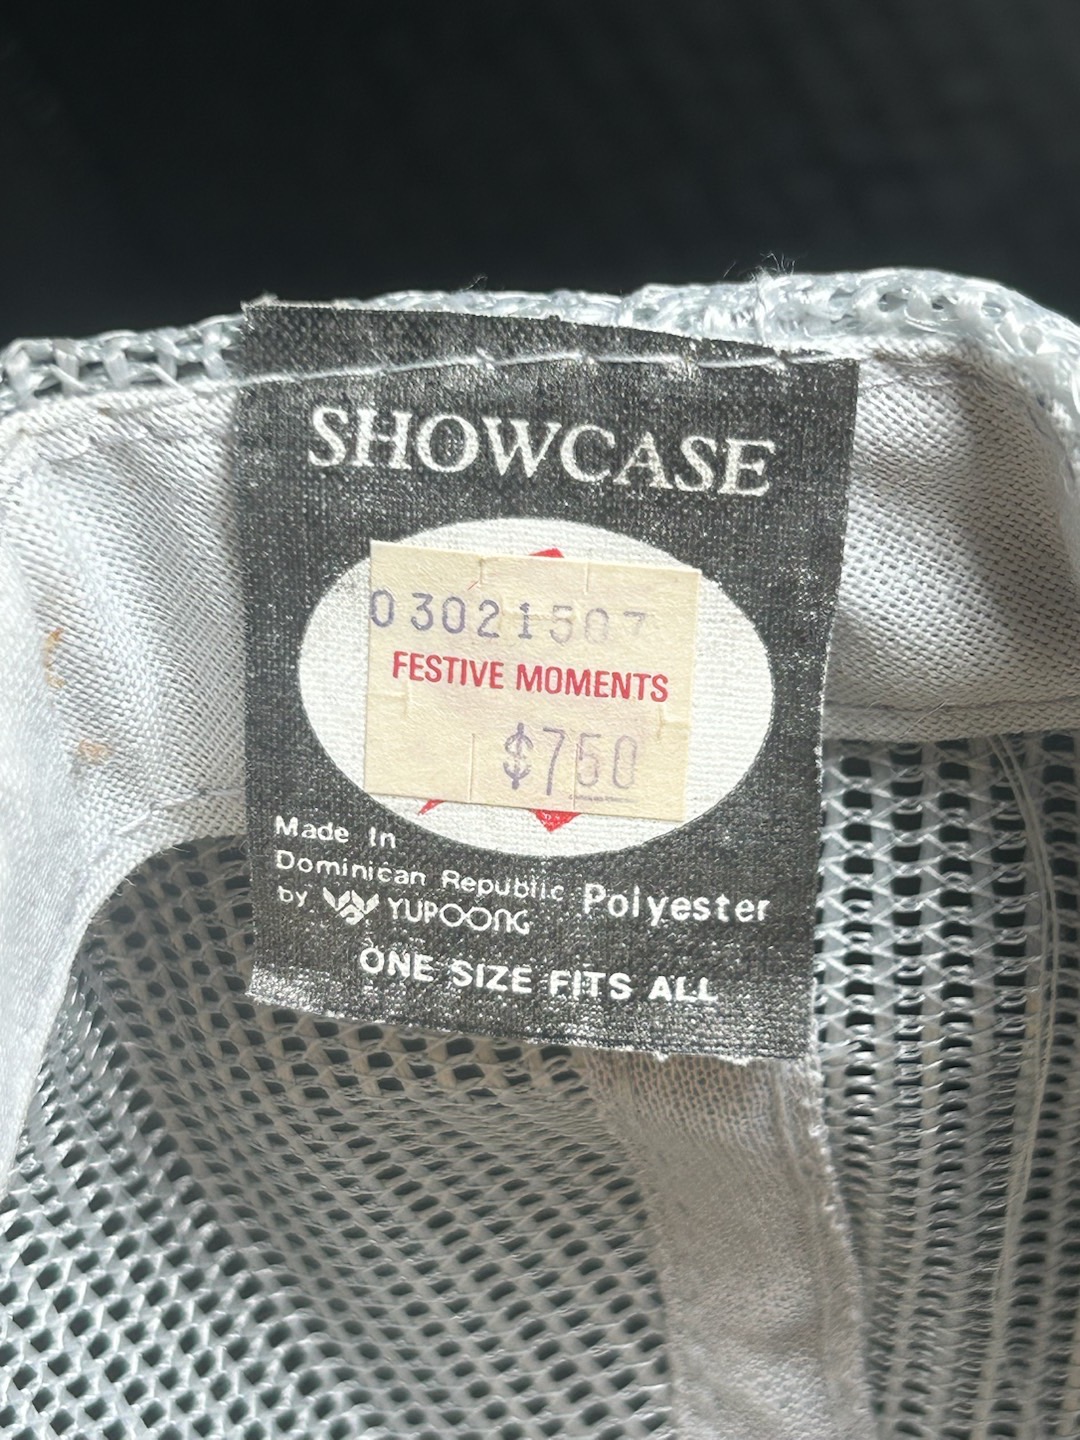 SHOWCASE
03021507
FESTIVE MOMENTS
$750
Made In
Dominican Republic
by YUPOONG
Polyester
ONE SIZE FITS ALL